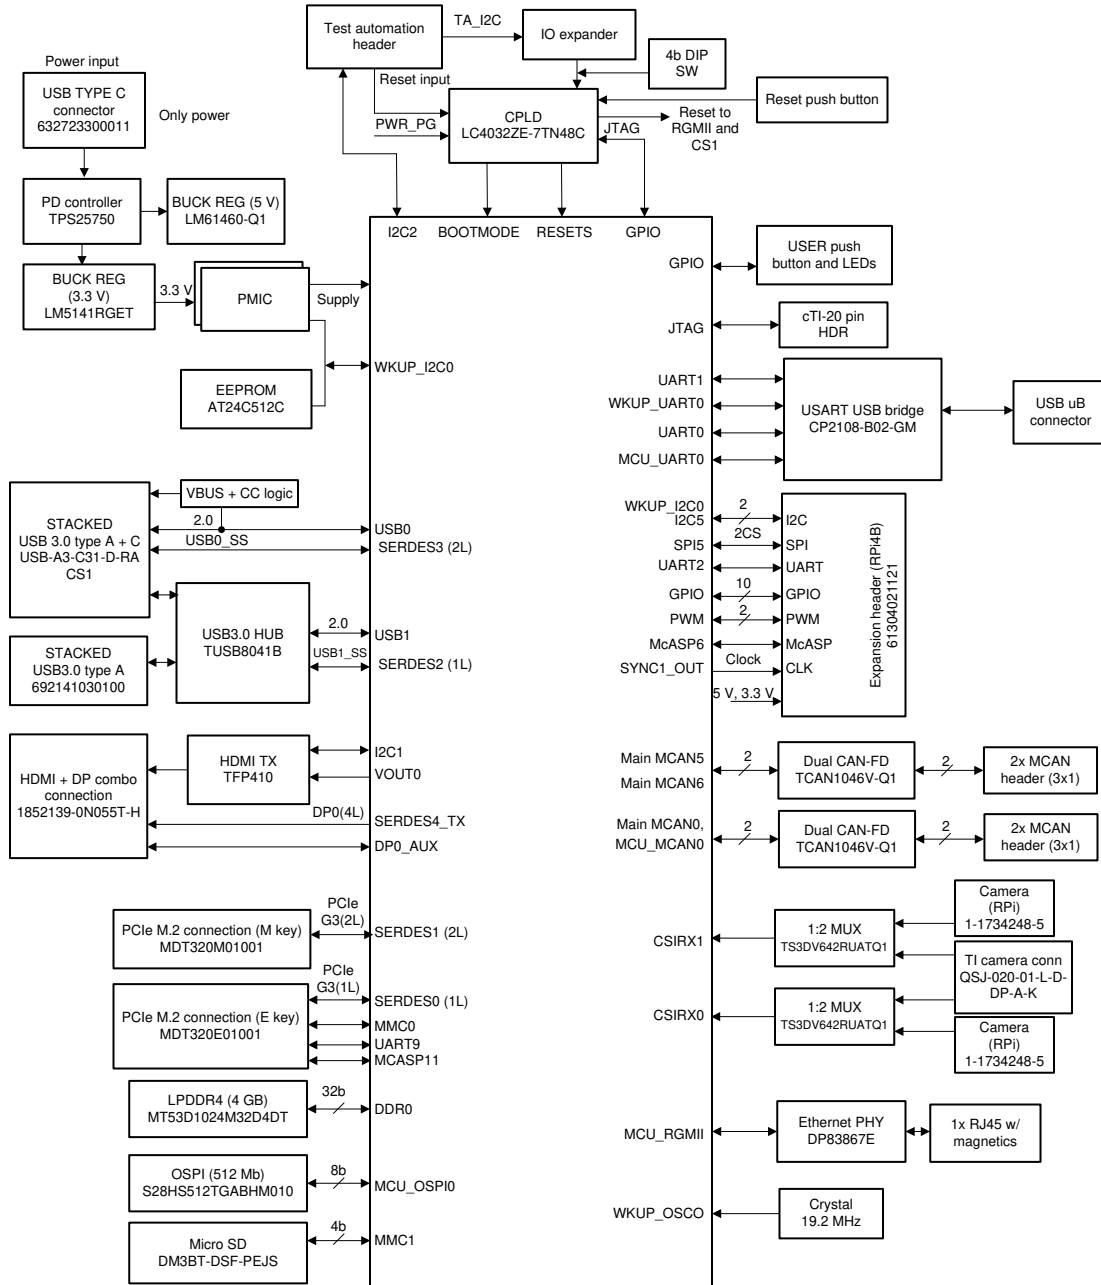 Test automation
header
TA_I2C
IO expander
4b DIP
SW
Reset input
CPLD
LC4032ZE-7TN48C
PWR_PG
JTAG
Reset push button
Reset to
RGMII and
CS1
Power input
USB TYPE C
connector
632723300011
Only power
PD controller
TPS25750
BUCK REG (5 V)
LM61460-Q1
BUCK REG
(3.3 V)
LM5141RGET
3.3 V
PMIC
Supply
EEPROM
AT24C512C
I2C2
BOOTMODE
RESETS
GPIO
WKUP_I2C0
VBUS + CC logic
STACKED
USB 3.0 type A + C
USB-A3-C31-D-RA
CS1
2.0
USB0_SS
USB0
SERDES3 (2L)
USB3.0 HUB
TUSB8041B
2.0
USB1_SS
USB1
SERDES2 (1L)
STACKED
USB3.0 type A
692141030100
HDMI + DP combo
connection
1852139-0N055T-H
HDMI TX
TFP410
I2C1
VOUT0
DP0(4L)
SERDES4_TX
DP0_AUX
PCIe M.2 connection (M key)
MDT320M01001
PCIe
G3(2L)
SERDES1 (2L)
PCIe M.2 connection (E key)
MDT320E01001
PCIe
G3(1L)
SERDES0 (1L)
MMC0
UART9
MCASP11
LPDDR4 (4 GB)
MT53D1024M32D4DT
32b
DDR0
OSPI (512 Mb)
S28HS512TGABHM010
8b
MCU_OSPI0
Micro SD
DM3BT-DSF-PEJS
4b
MMC1
GPIO
USER push
button and LEDs
JTAG
cTI-20 pin
HDR
UART1
WKUP_UART0
UART0
MCU_UART0
USART USB bridge
CP2108-B02-GM
USB uB
connector
WKUP_I2C0
I2C5
2
I2C
SPI5
2CS
SPI
UART2
UART
GPIO
10
GPIO
PWM
2
PWM
McASP6
McASP
SYNC1_OUT
Clock
CLK
5 V, 3.3 V
Expansion header (RPi4B)
61304021121
Main MCAN5
Main MCAN6
2
Dual CAN-FD
TCAN1046V-Q1
2
2x MCAN
header (3x1)
Main MCAN0,
MCU_MCAN0
2
Dual CAN-FD
TCAN1046V-Q1
2
2x MCAN
header (3x1)
CSIRX1
1:2 MUX
TS3DV642RUATQ1
Camera
(RPi)
1-1734248-5
TI camera conn
QSJ-020-01-L-D-
DP-A-K
CSIRX0
1:2 MUX
TS3DV642RUATQ1
Camera
(RPi)
1-1734248-5
MCU_RGMII
Ethernet PHY
DP83867E
1x RJ45 w/
magnetics
WKUP_OSCO
Crystal
19.2 MHz